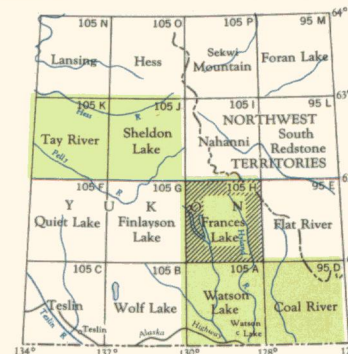 64°
105 N 105 O 105 P 95 M
Lansing Hess Sekwi Mountain Foran Lake
63°
105 K 105 J 105 I 95 L
Hess R
Tay River Sheldon Lake Nahanni
NORTHWEST
South Redstone
TERRITORIES
Pelly R
105 F 105 G 105 H 95 E
Y U K O N
Quiet Lake Finlayson Lake Frances Lake Flat River
105 C 105 B 105 A 95 D
Teslin Wolf Lake Watson Lake Coal River
Teslin R
Teslin
Alaska Highway
Watson Lake
134° 132° 130° 128°